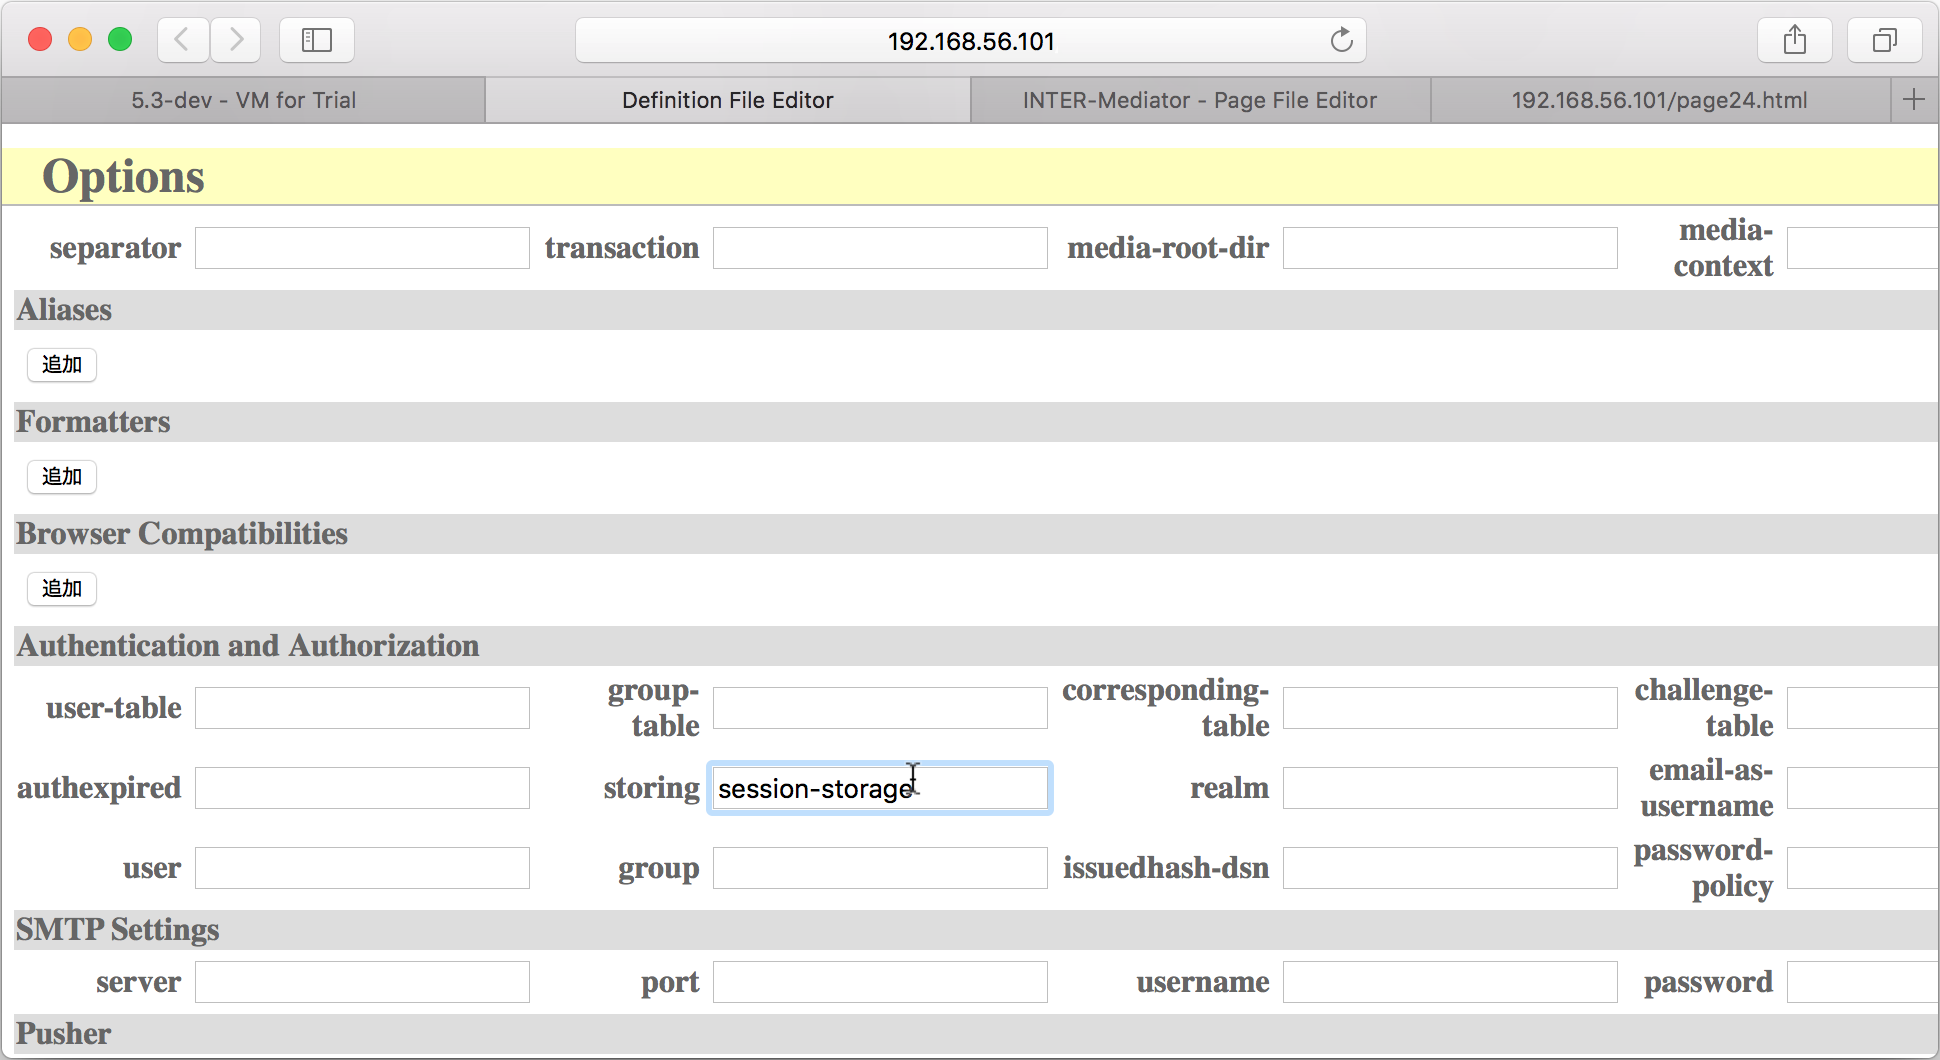 192.168.56.101
5.3-dev - VM for Trial
Definition File Editor
INTER-Mediator - Page File Editor
192.168.56.101/page24.html
Options
separator
transaction
media-root-dir
media-
context
Aliases
追加
Formatters
追加
Browser Compatibilities
追加
Authentication and Authorization
user-table
group-
table
corresponding-
table
challenge-
table
authexpired
storing
session-storage
realm
email-as-
username
user
group
issuedhash-dsn
password-
policy
SMTP Settings
server
port
username
password
Pusher